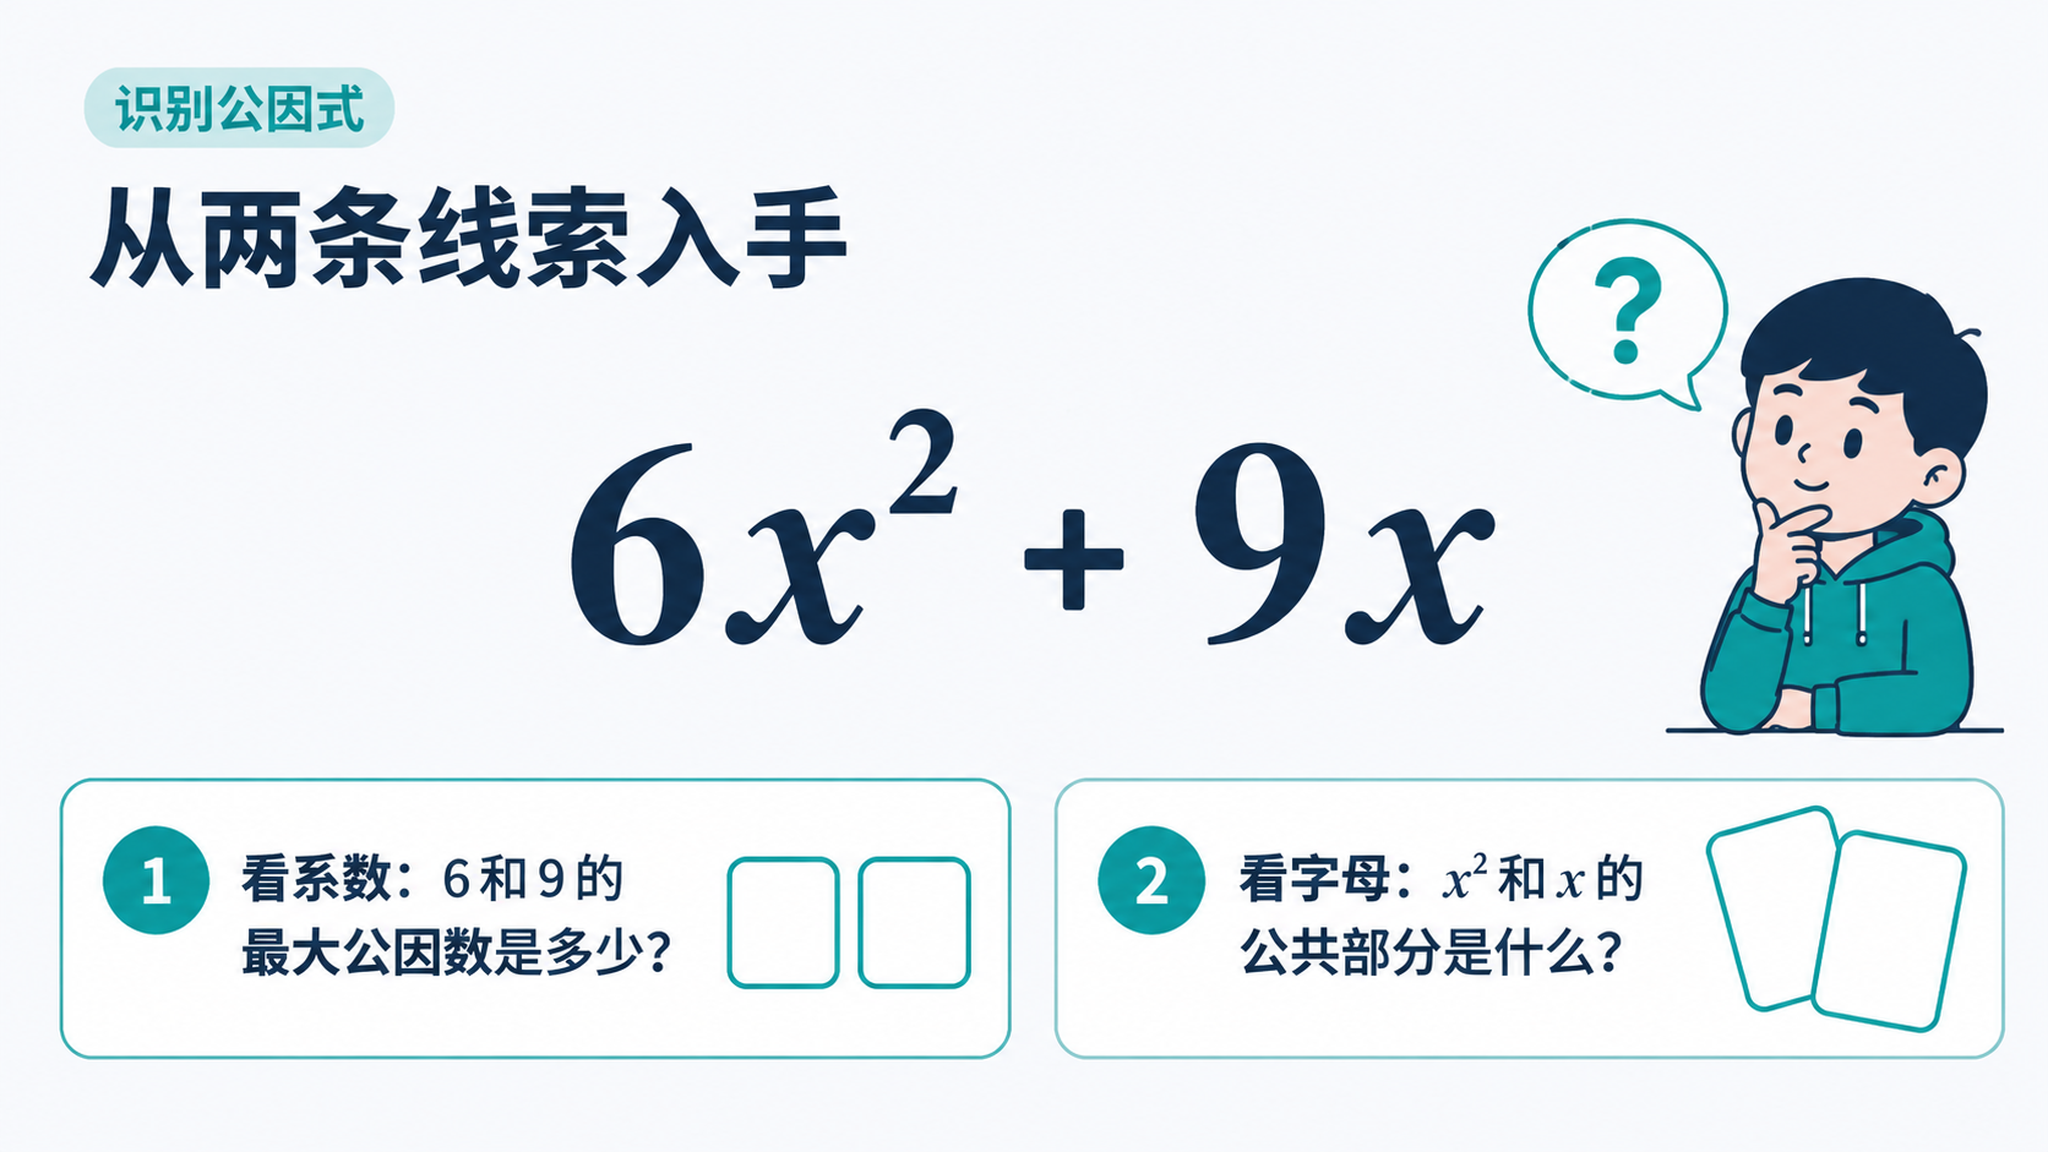 识别公因式
从两条线索入手
?
6x² + 9x
1
看系数：6和9的
最大公因数是多少?
2
看字母：x²和x的
公共部分是什么?